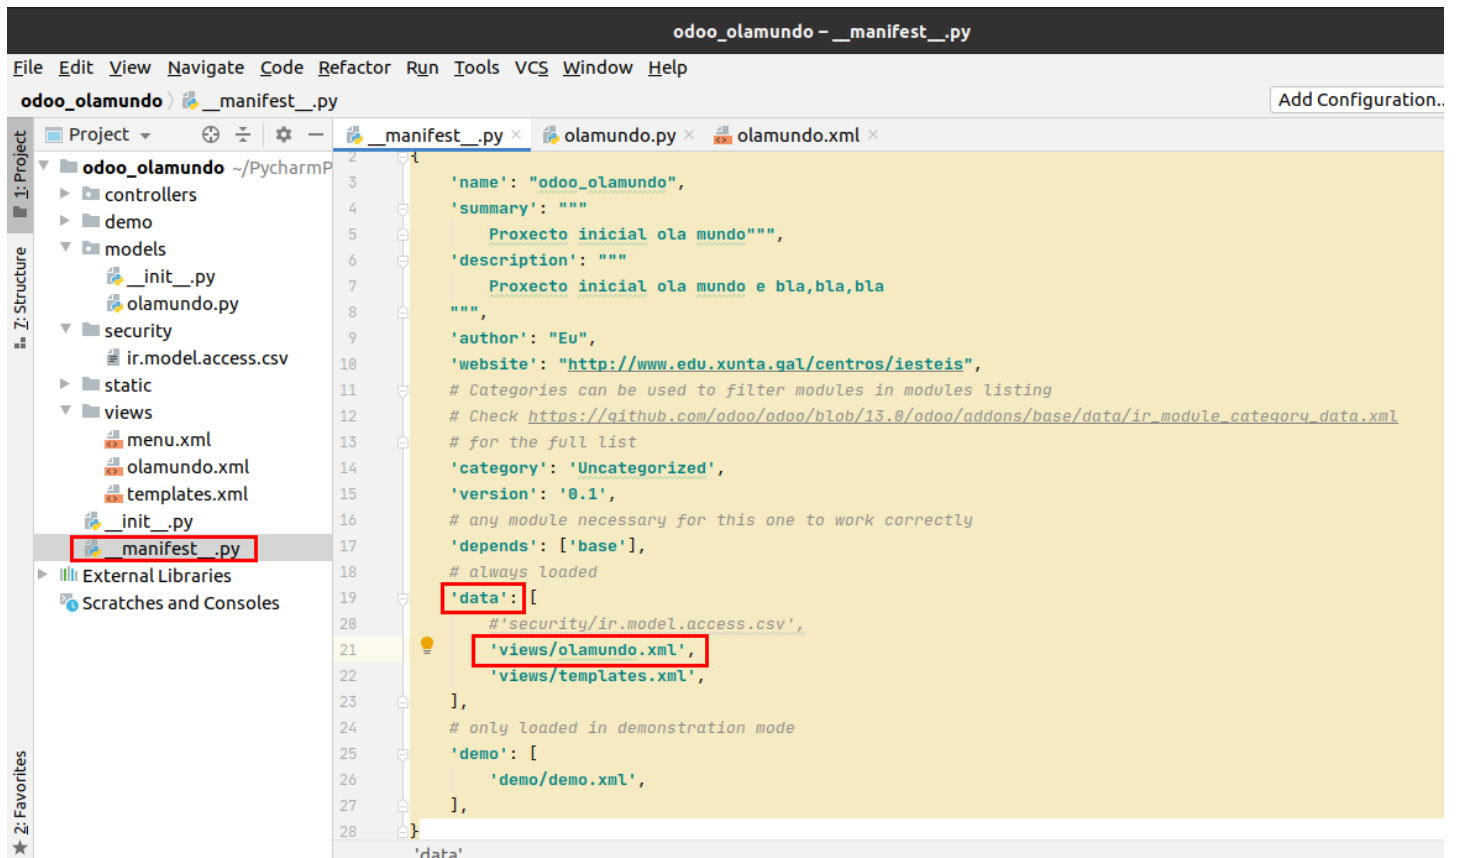 odoo_olamundo – __manifest__.py
File Edit View Navigate Code Refactor Run Tools VCS Window Help
odoo_olamundo __manifest__.py Add Configuration..
1: Project
7: Structure
2: Favorites
Project
odoo_olamundo ~/PycharmP
controllers
demo
models
__init__.py
olamundo.py
security
ir.model.access.csv
static
views
menu.xml
olamundo.xml
templates.xml
__init__.py
__manifest__.py
External Libraries
Scratches and Consoles
__manifest__.py × olamundo.py × olamundo.xml ×
2 {
3 'name': "odoo_olamundo",
4 'summary': """
5 Proxecto inicial ola mundo""",
6 'description': """
7 Proxecto inicial ola mundo e bla,bla,bla
8 """,
9 'author': "Eu",
10 'website': "http://www.edu.xunta.gal/centros/iesteis",
11 # Categories can be used to filter modules in modules listing
12 # Check https://github.com/odoo/odoo/blob/13.0/odoo/addons/base/data/ir_module_category_data.xml
13 # for the full list
14 'category': 'Uncategorized',
15 'version': '0.1',
16 # any module necessary for this one to work correctly
17 'depends': ['base'],
18 # always loaded
19 'data': [
20 #'security/ir.model.access.csv',
21 'views/olamundo.xml',
22 'views/templates.xml',
23 ],
24 # only loaded in demonstration mode
25 'demo': [
26 'demo/demo.xml',
27 ],
28 }
'data'